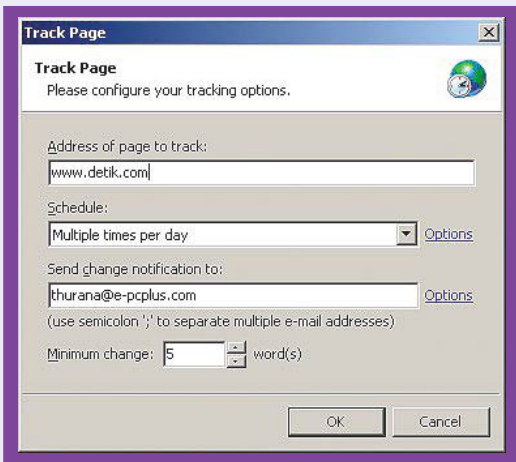 Track Page
Track Page
Please configure your tracking options.
Address of page to track:
www.detik.com
Schedule:
Multiple times per day
Options
Send change notification to:
thurana@e-pcplus.com
Options
(use semicolon ';' to separate multiple e-mail addresses)
Minimum change: 5 word(s)
OK Cancel